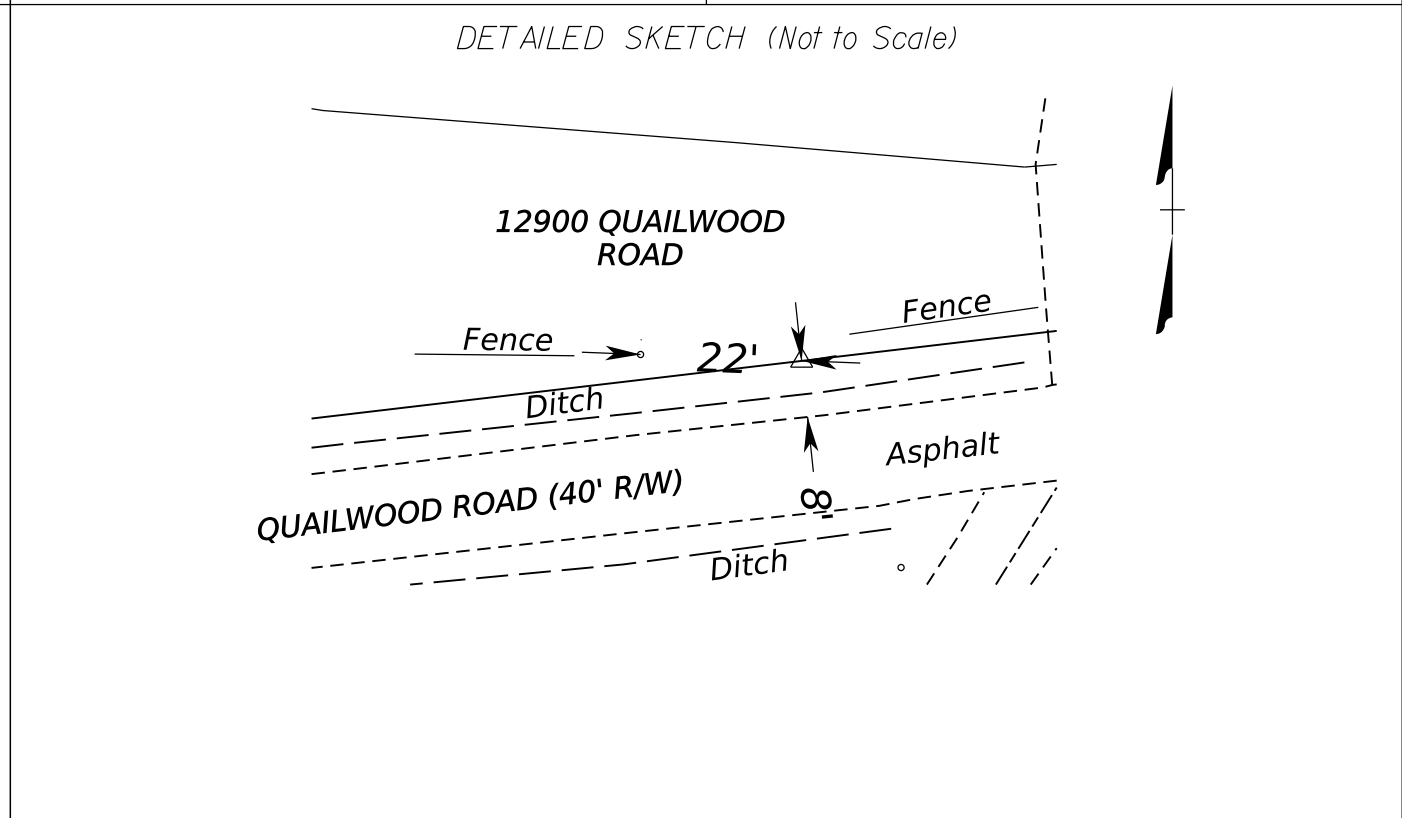 DETAILED SKETCH (Not to Scale)
12900 QUAILWOOD
ROAD
Fence
Fence
22'
Ditch
Asphalt
QUAILWOOD ROAD (40' R/W)
8'
Ditch